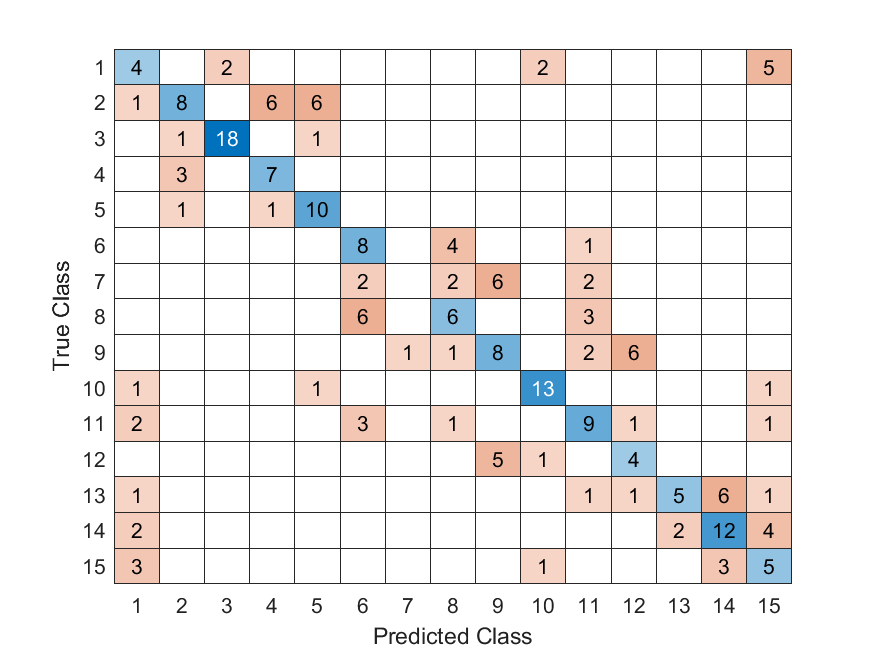 1 4 2 2 5
2 1 8 6 6
3 1 18 1
4 3 7
5 1 1 10
6 8 4 1
7 2 2 6 2
8 6 6 3
9 1 1 8 2 6
10 1 1 13 1
11 2 3 1 9 1 1
12 5 1 4
13 1 1 1 5 6 1
14 2 2 12 4
15 3 1 3 5
1 2 3 4 5 6 7 8 9 10 11 12 13 14 15
Predicted Class
True Class